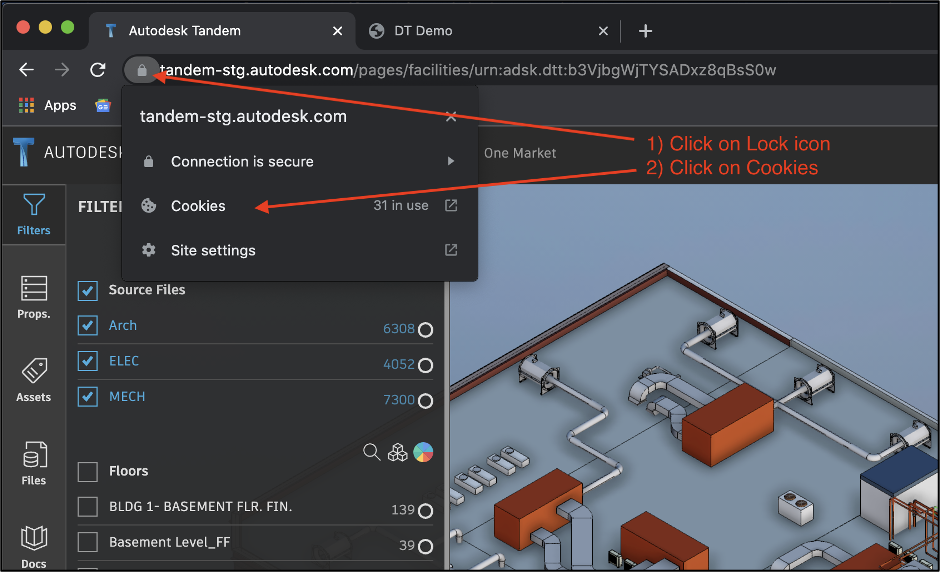 Autodesk Tandem
DT Demo
tandem-stg.autodesk.com/pages/facilities/urn:adsk.dtt:b3VjbgWjTYSADxz8qBsS0w
Apps
tandem-stg.autodesk.com
AUTODES
One Market
1) Click on Lock icon
2) Click on Cookies
Connection is secure
Cookies
31 in use
Site settings
Filters
FILTE
Props.
Assets
Files
Docs
Source Files
Arch
6308
ELEC
4052
MECH
7300
Floors
BLDG 1- BASEMENT FLR. FIN.
139
Basement Level_FF
39